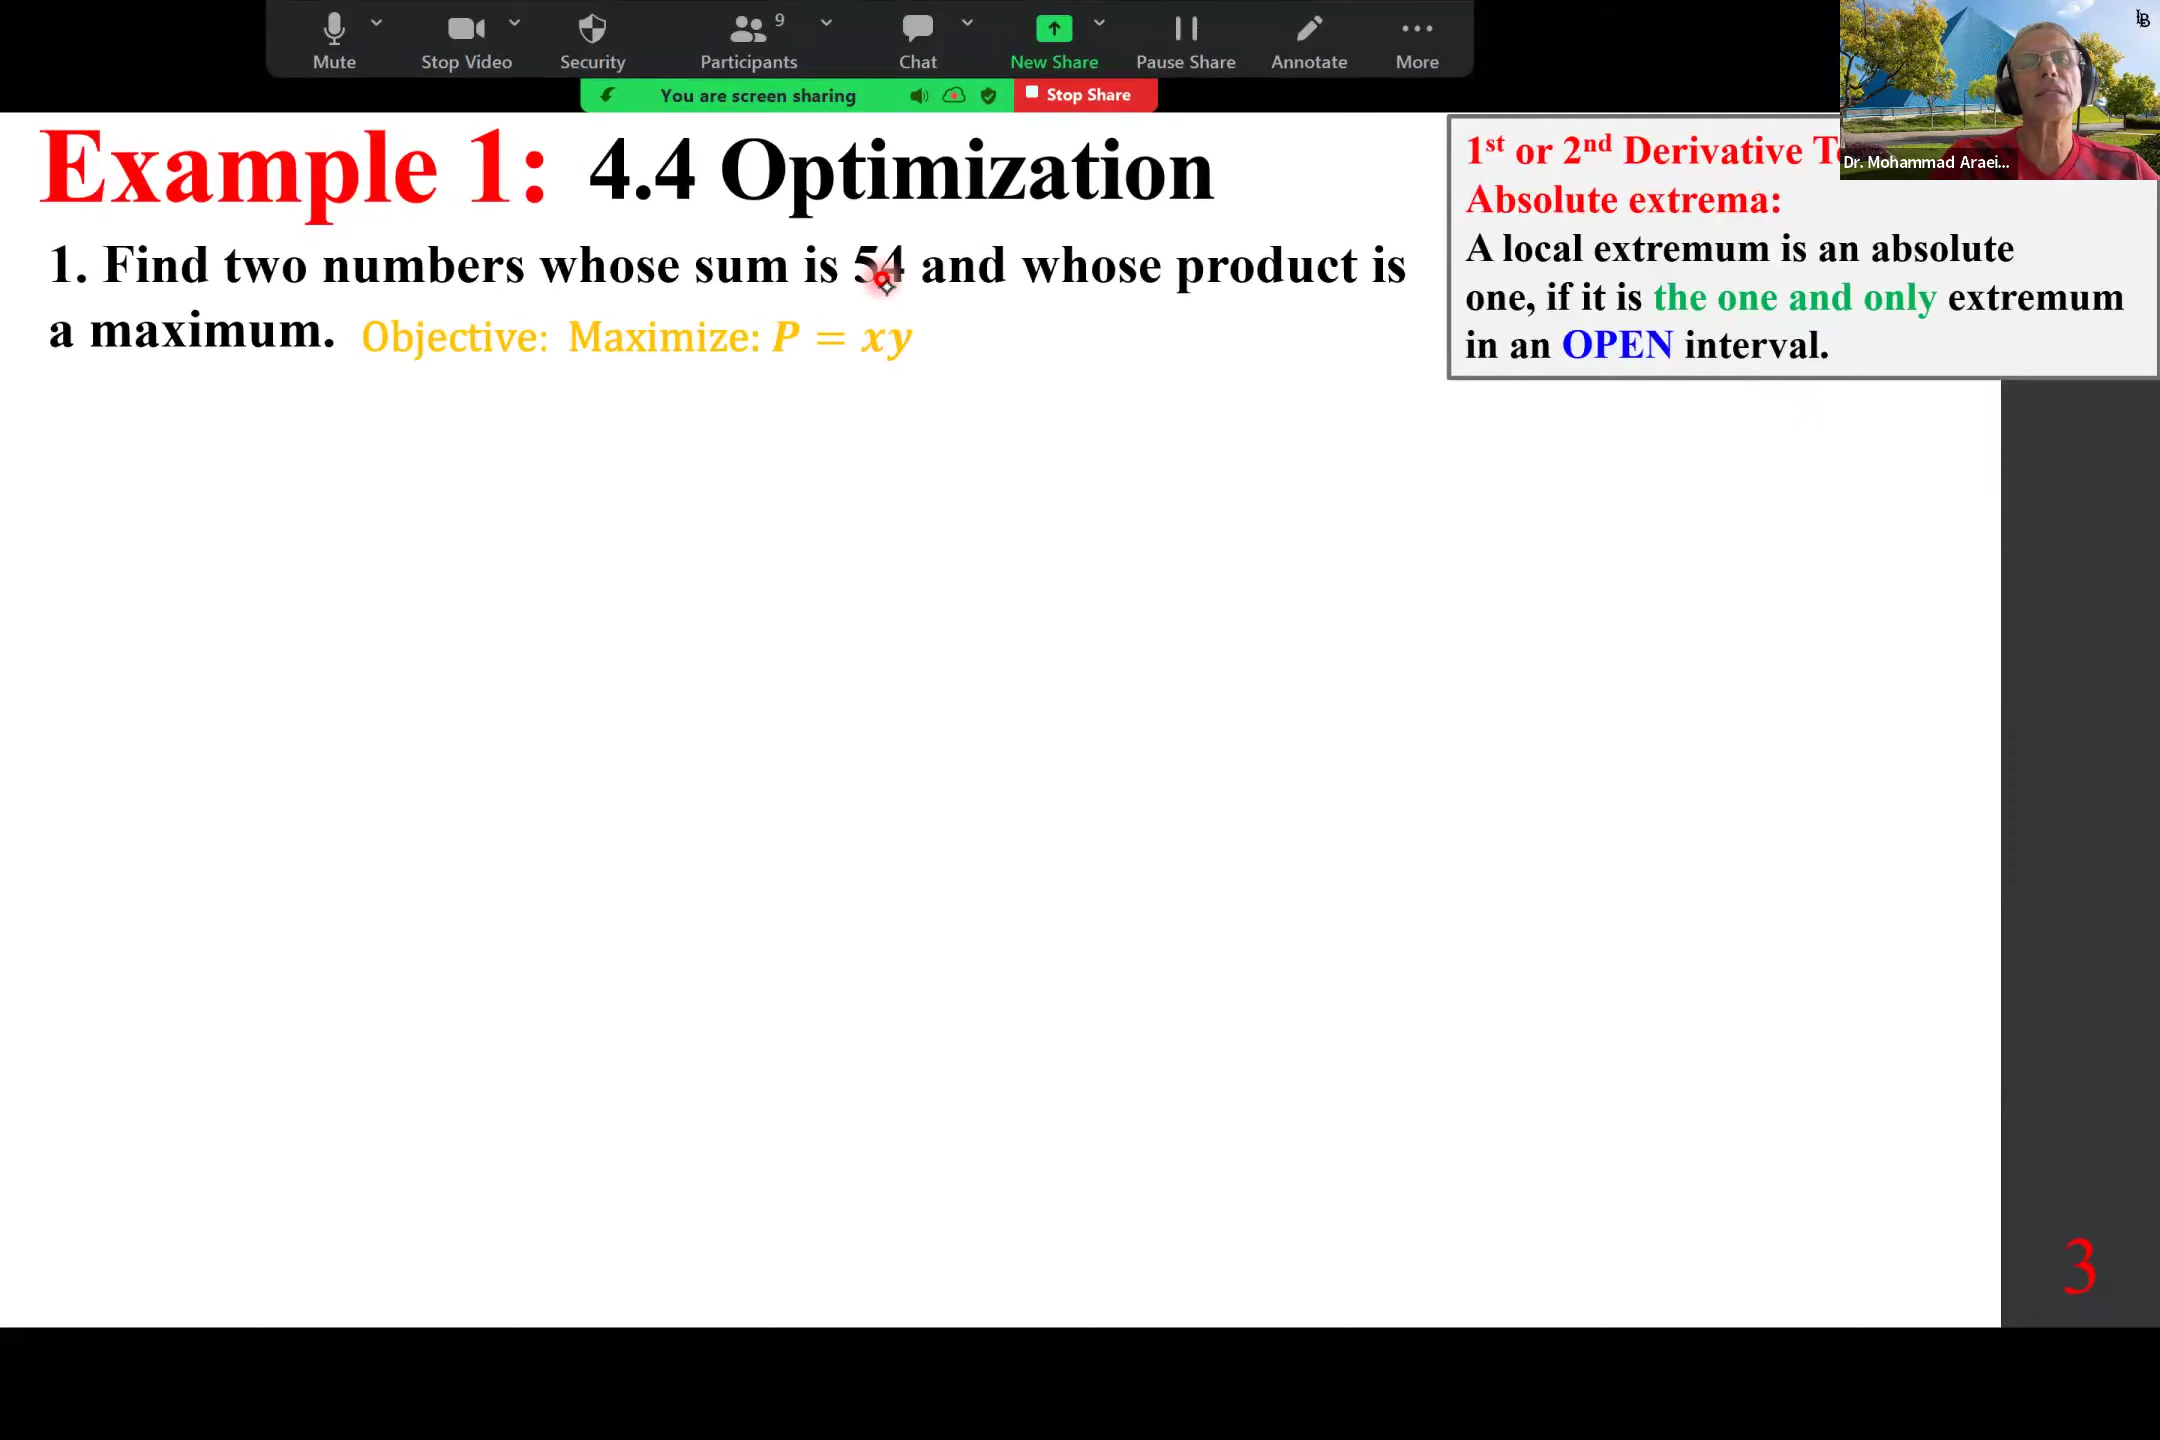 9
Mute
Stop Video
Security
Participants
Chat
New Share
Pause Share
Annotate
More
You are screen sharing
Stop Share
Example 1: 4.4 Optimization
1. Find two numbers whose sum is 54 and whose product is
a maximum. Objective: Maximize: P = xy
1st or 2nd Derivative
Dr. Mohammad Araei...
Absolute extrema:
A local extremum is an absolute
one, if it is the one and only extremum
in an OPEN interval.
3